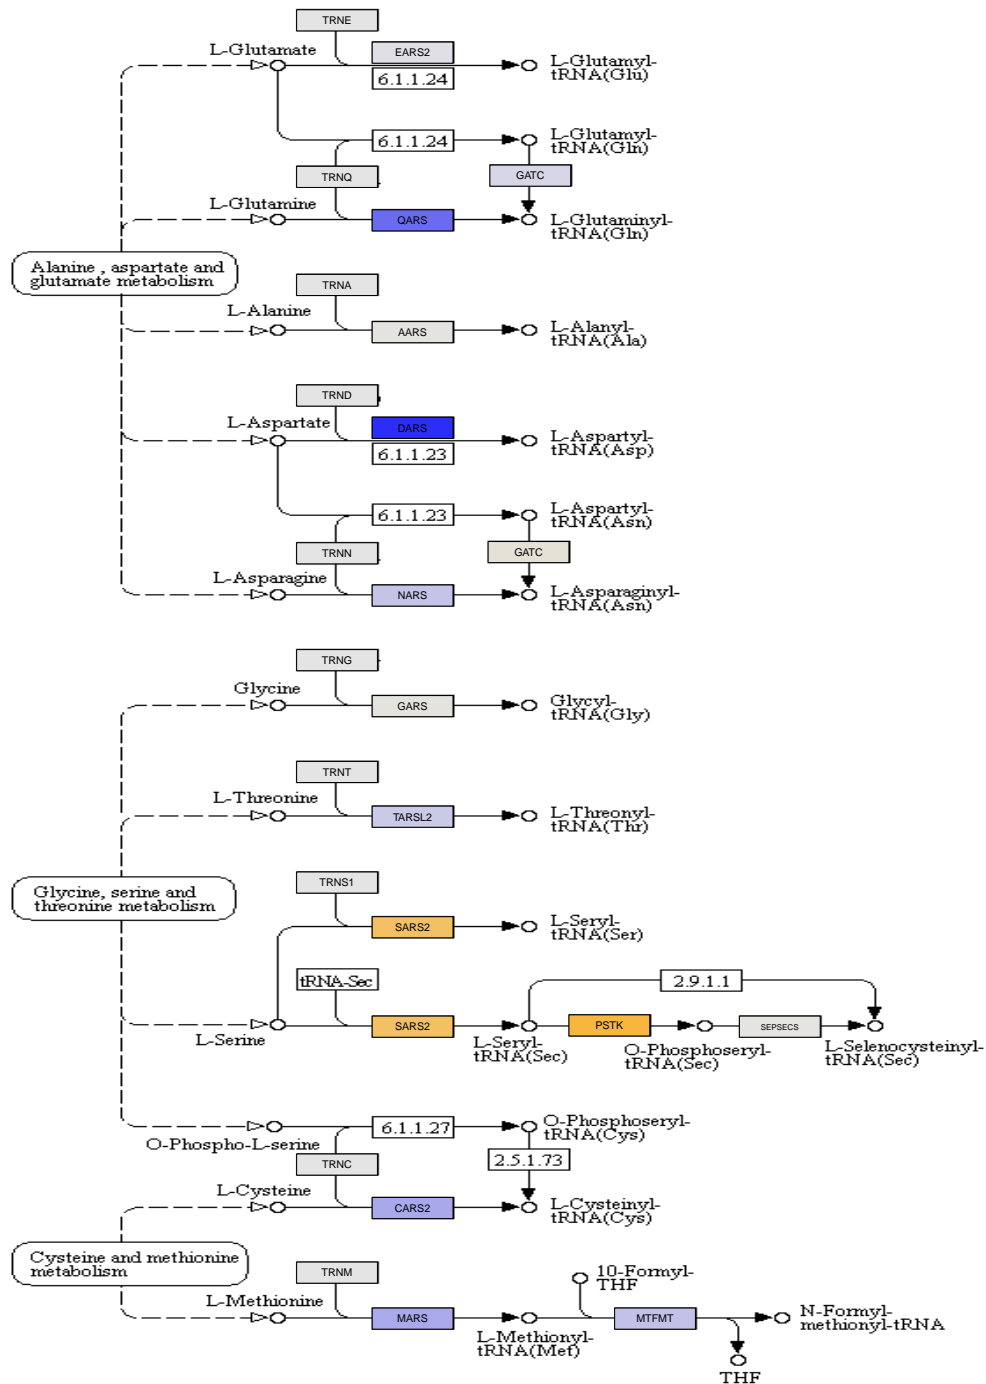 TRNE
L-Glutamate
EARS2
6.1.1.24
L-Glutamyl-
tRNA(Glu)
6.1.1.24
L-Glutamyl-
tRNA(Gln)
TRNQ
GATC
L-Glutamine
QARS
L-Glutaminyl-
tRNA(Gln)
Alanine , aspartate and
glutamate metabolism
TRNA
L-Alanine
AARS
L-Alanyl-
tRNA(Ala)
TRND
L-Aspartate
DARS
6.1.1.23
L-Aspartyl-
tRNA(Asp)
6.1.1.23
L-Aspartyl-
tRNA(Asn)
TRNN
GATC
L-Asparagine
NARS
L-Asparaginyl-
tRNA(Asn)
TRNG
Glycine
GARS
Glycyl-
tRNA(Gly)
TRNT
L-Threonine
TARSL2
L-Threonyl-
tRNA(Thr)
Glycine, serine and
threonine metabolism
TRNS1
SARS2
L-Seryl-
tRNA(Ser)
tRNA-Sec
2.9.1.1
L-Serine
SARS2
L-Seryl-
tRNA(Sec)
PSTK
O-Phosphoseryl-
tRNA(Sec)
SEPSECS
L-Selenocysteinyl-
tRNA(Sec)
O-Phospho-L-serine
6.1.1.27
O-Phosphoseryl-
tRNA(Cys)
TRNC
2.5.1.73
L-Cysteine
CARS2
L-Cysteinyl-
tRNA(Cys)
Cysteine and methionine
metabolism
TRNM
10-Formyl-
THF
L-Methionine
MARS
L-Methionyl-
tRNA(Met)
MTFMT
N-Formyl-
methionyl-tRNA
THF